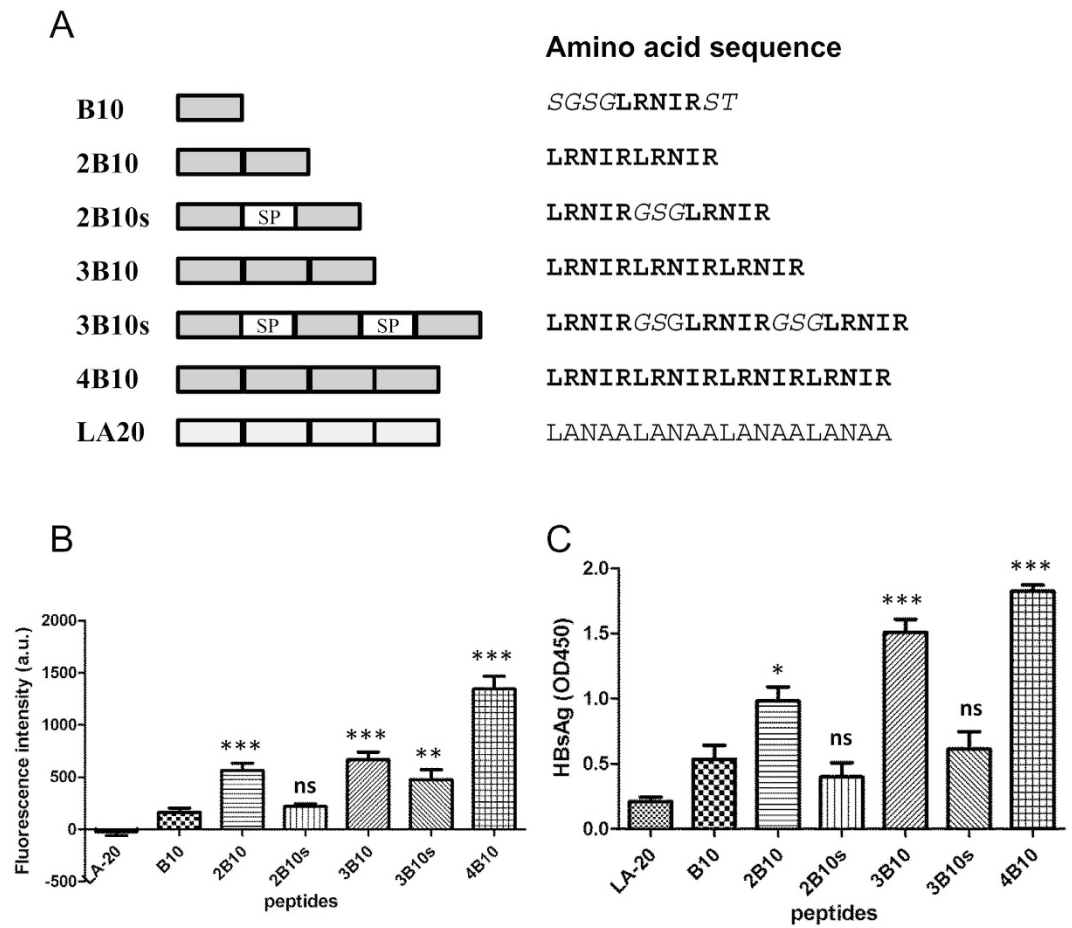 A
Amino acid sequence
B10
SGSGLRNIRST
2B10
LRNIRLRNIR
2B10s
SP
LRNIRGSGLRNIR
3B10
LRNIRLRNIRLRNIR
3B10s
SP
SP
LRNIRGSGLRNIRGSGLRNIR
4B10
LRNIRLRNIRLRNIRLRNIR
LA20
LANAALANAALANAALANAA
B
Fluorescence intensity (a.u.)
2000
1500
1000
500
0
-500
***
ns
***
**
***
LA-20
B10
2B10
2B10s
3B10
3B10s
4B10
peptides
C
HBsAg (OD450)
2.0
1.5
1.0
0.5
0.0
*
ns
***
ns
***
LA-20
B10
2B10
2B10s
3B10
3B10s
4B10
peptides